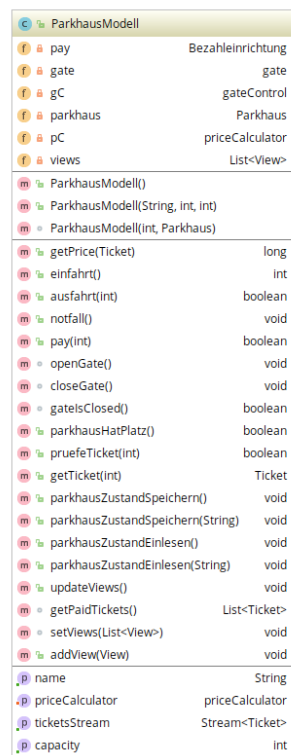 C ParkhausModell
f pay Bezahleinrichtung
f gate gate
f gC gateControl
f parkhaus Parkhaus
f pC priceCalculator
f views List<View>
m ParkhausModell()
m ParkhausModell(String, int, int)
m ParkhausModell(int, Parkhaus)
m getPrice(Ticket) long
m einfahrt() int
m ausfahrt(int) boolean
m notfall() void
m pay(int) boolean
m openGate() void
m closeGate() void
m gateIsClosed() boolean
m parkhausHatPlatz() boolean
m pruefeTicket(int) boolean
m getTicket(int) Ticket
m parkhausZustandSpeichern() void
m parkhausZustandSpeichern(String) void
m parkhausZustandEinlesen() void
m parkhausZustandEinlesen(String) void
m updateViews() void
m getPaidTickets() List<Ticket>
m setViews(List<View>) void
m addView(View) void
p name String
p priceCalculator priceCalculator
p ticketsStream Stream<Ticket>
p capacity int